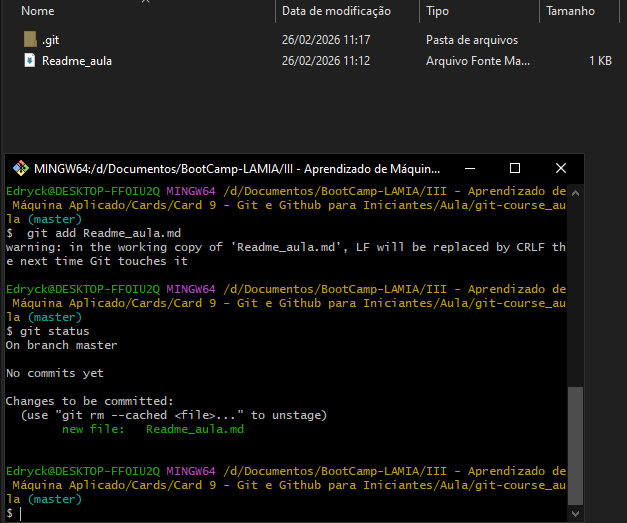 Nome Data de modificação Tipo Tamanho
.git 26/02/2026 11:17 Pasta de arquivos
Readme_aula 26/02/2026 11:12 Arquivo Fonte Ma... 1 KB
MINGW64:/d/Documentos/BootCamp-LAMIA/III - Aprendizado de Máquin...
Edryck@DESKTOP-FFOIU2Q MINGW64 /d/Documentos/BootCamp-LAMIA/III - Aprendizado de
Máquina Aplicado/Cards/Card 9 - Git e Github para Iniciantes/Aula/git-course_au
la (master)
$  git add Readme_aula.md
warning: in the working copy of 'Readme_aula.md', LF will be replaced by CRLF th
e next time Git touches it
Edryck@DESKTOP-FFOIU2Q MINGW64 /d/Documentos/BootCamp-LAMIA/III - Aprendizado de
Máquina Aplicado/Cards/Card 9 - Git e Github para Iniciantes/Aula/git-course_au
la (master)
$ git status
On branch master
No commits yet
Changes to be committed:
(use "git rm --cached <file>..." to unstage)
new file:   Readme_aula.md
Edryck@DESKTOP-FFOIU2Q MINGW64 /d/Documentos/BootCamp-LAMIA/III - Aprendizado de
Máquina Aplicado/Cards/Card 9 - Git e Github para Iniciantes/Aula/git-course_au
la (master)
$